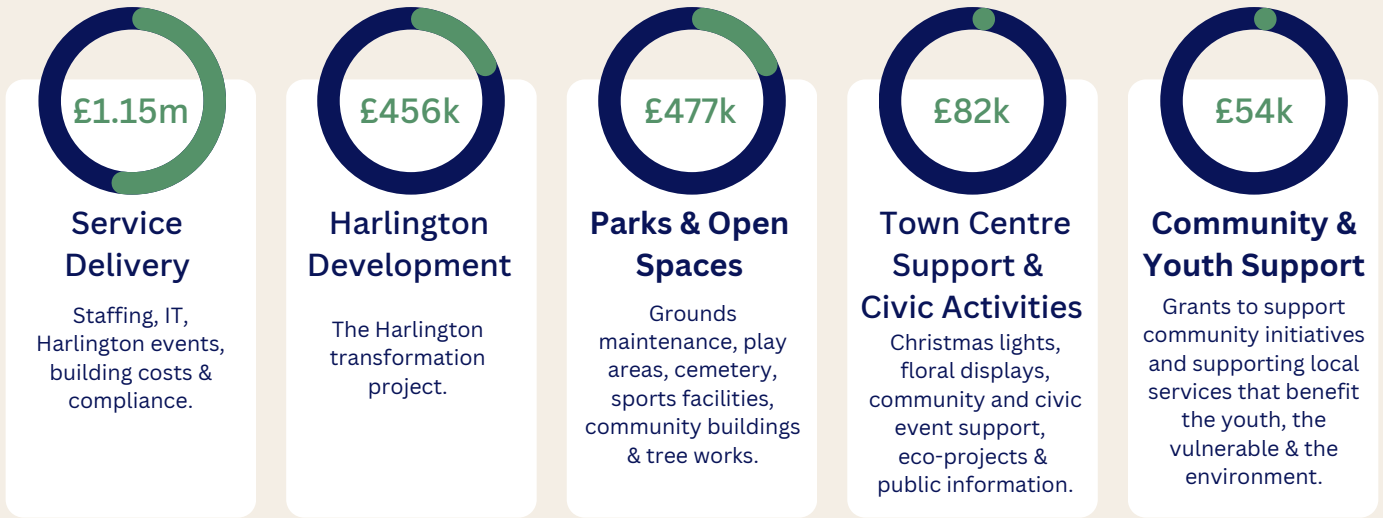 £1.15m
Service
Delivery
Staffing, IT,
Harlington events,
building costs &
compliance.
£456k
Harlington
Development
The Harlington
transformation
project.
£477k
Parks & Open
Spaces
Grounds
maintenance, play
areas, cemetery,
sports facilities,
community buildings
& tree works.
£82k
Town Centre
Support &
Civic Activities
Christmas lights,
floral displays,
community and civic
event support,
eco-projects &
public information.
£54k
Community &
Youth Support
Grants to support
community initiatives
and supporting local
services that benefit
the youth, the
vulnerable & the
environment.